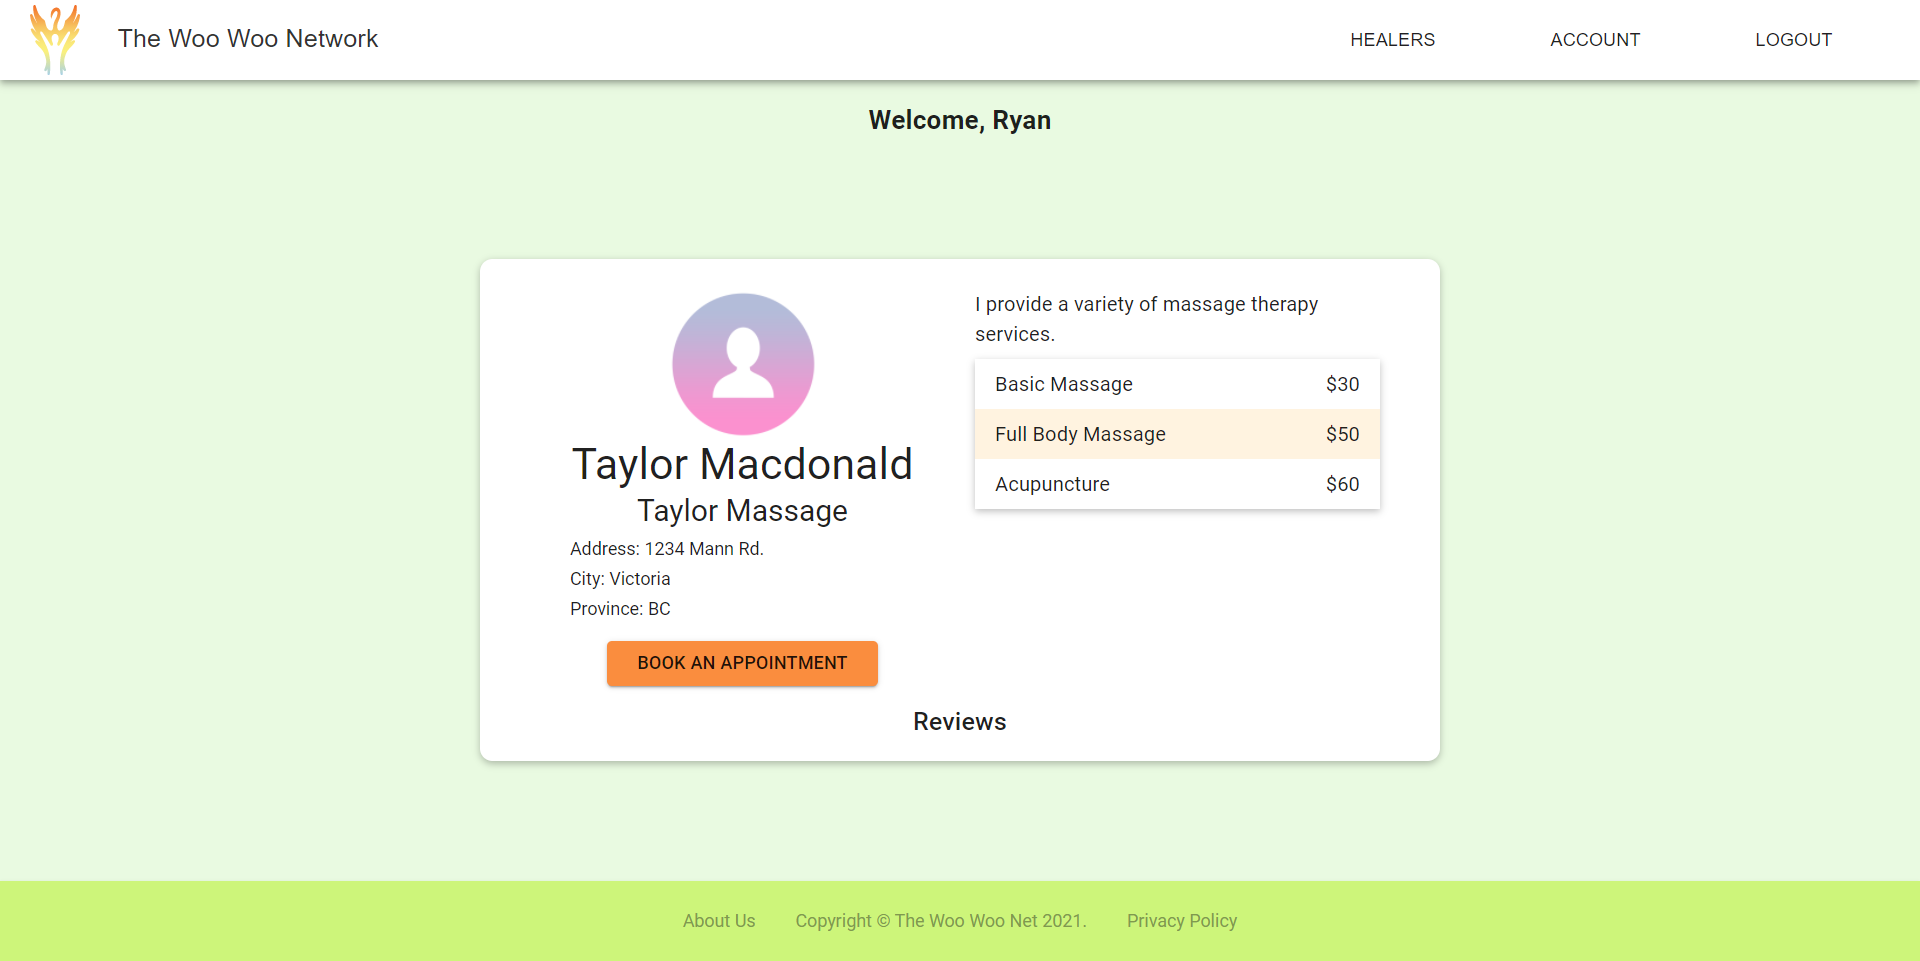 The Woo Woo Network
HEALERS
ACCOUNT
LOGOUT
Welcome, Ryan
Taylor Macdonald
Taylor Massage
Address: 1234 Mann Rd.
City: Victoria
Province: BC
BOOK AN APPOINTMENT
I provide a variety of massage therapy
services.
Basic Massage $30
Full Body Massage $50
Acupuncture $60
Reviews
About Us
Copyright © The Woo Woo Net 2021.
Privacy Policy